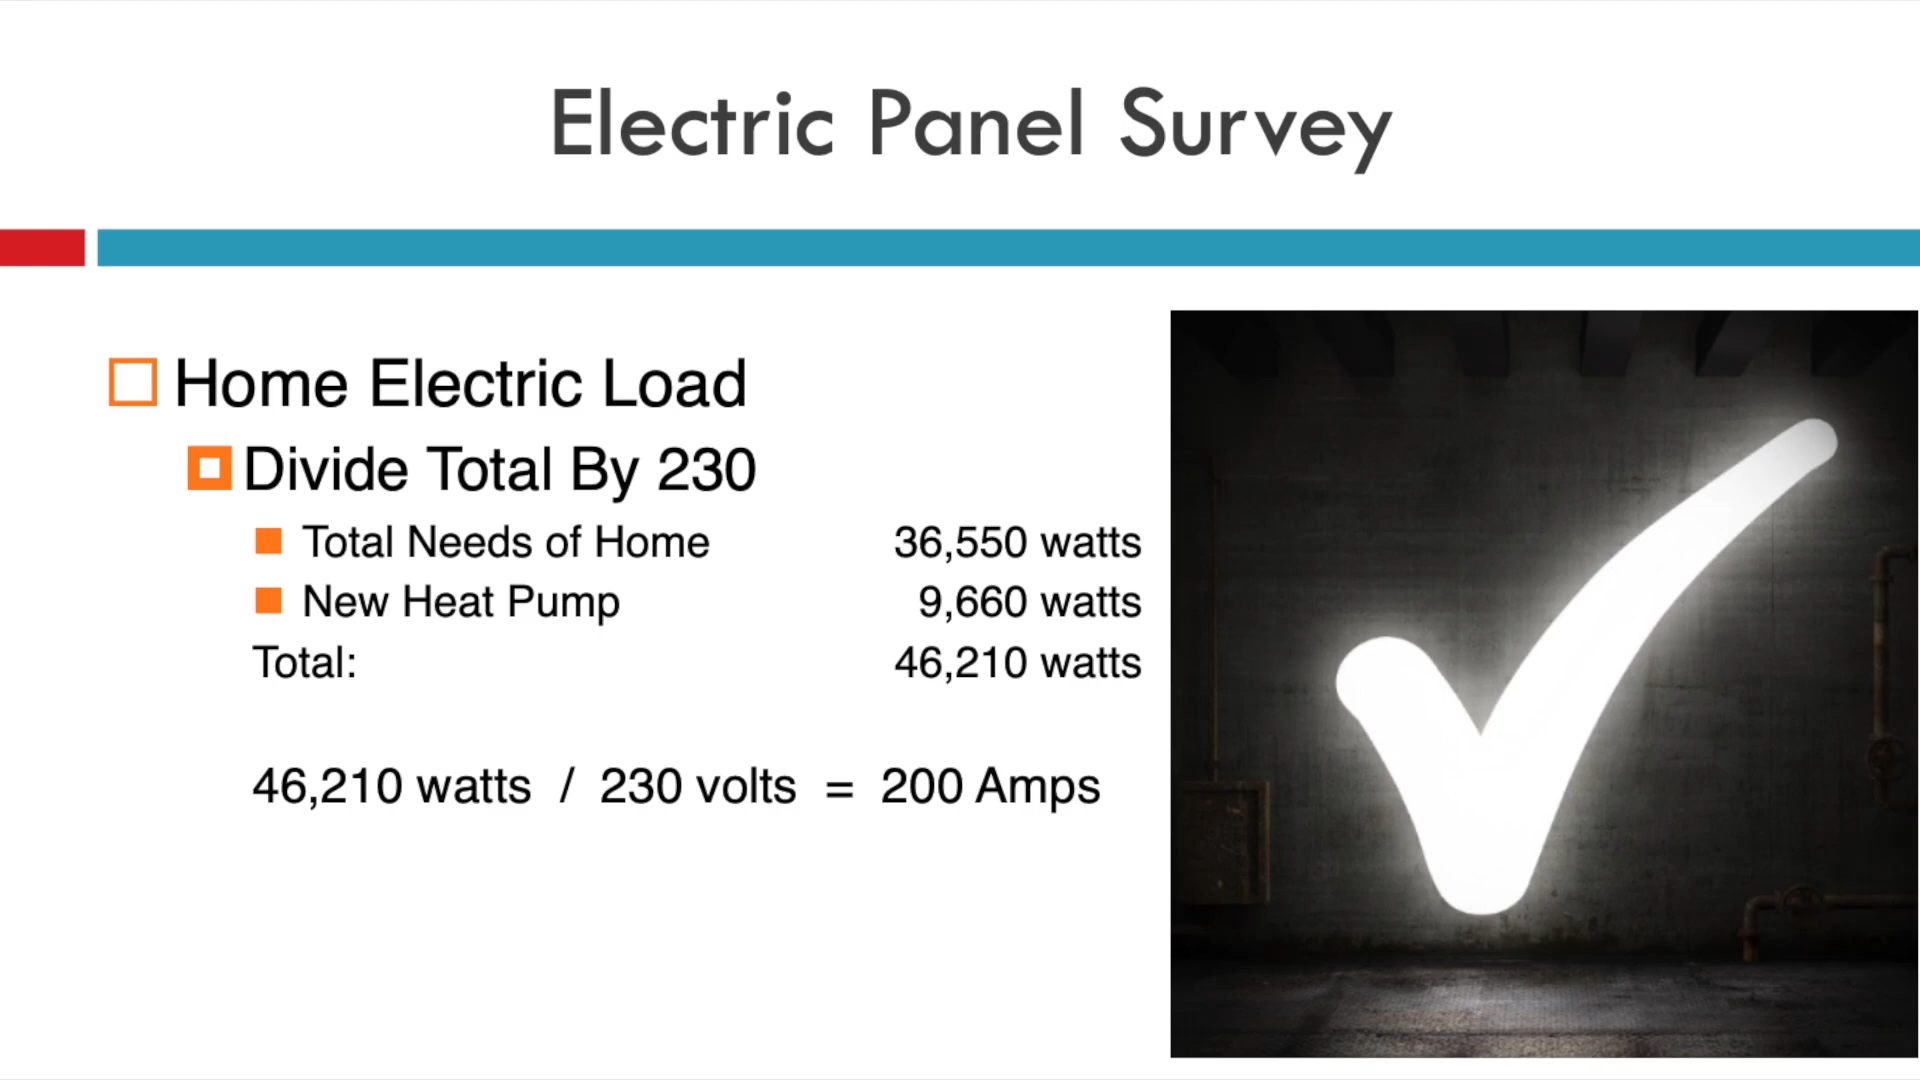 Electric Panel Survey
Home Electric Load
Divide Total By 230
Total Needs of Home 36,550 watts
New Heat Pump 9,660 watts
Total: 46,210 watts
46,210 watts / 230 volts = 200 Amps